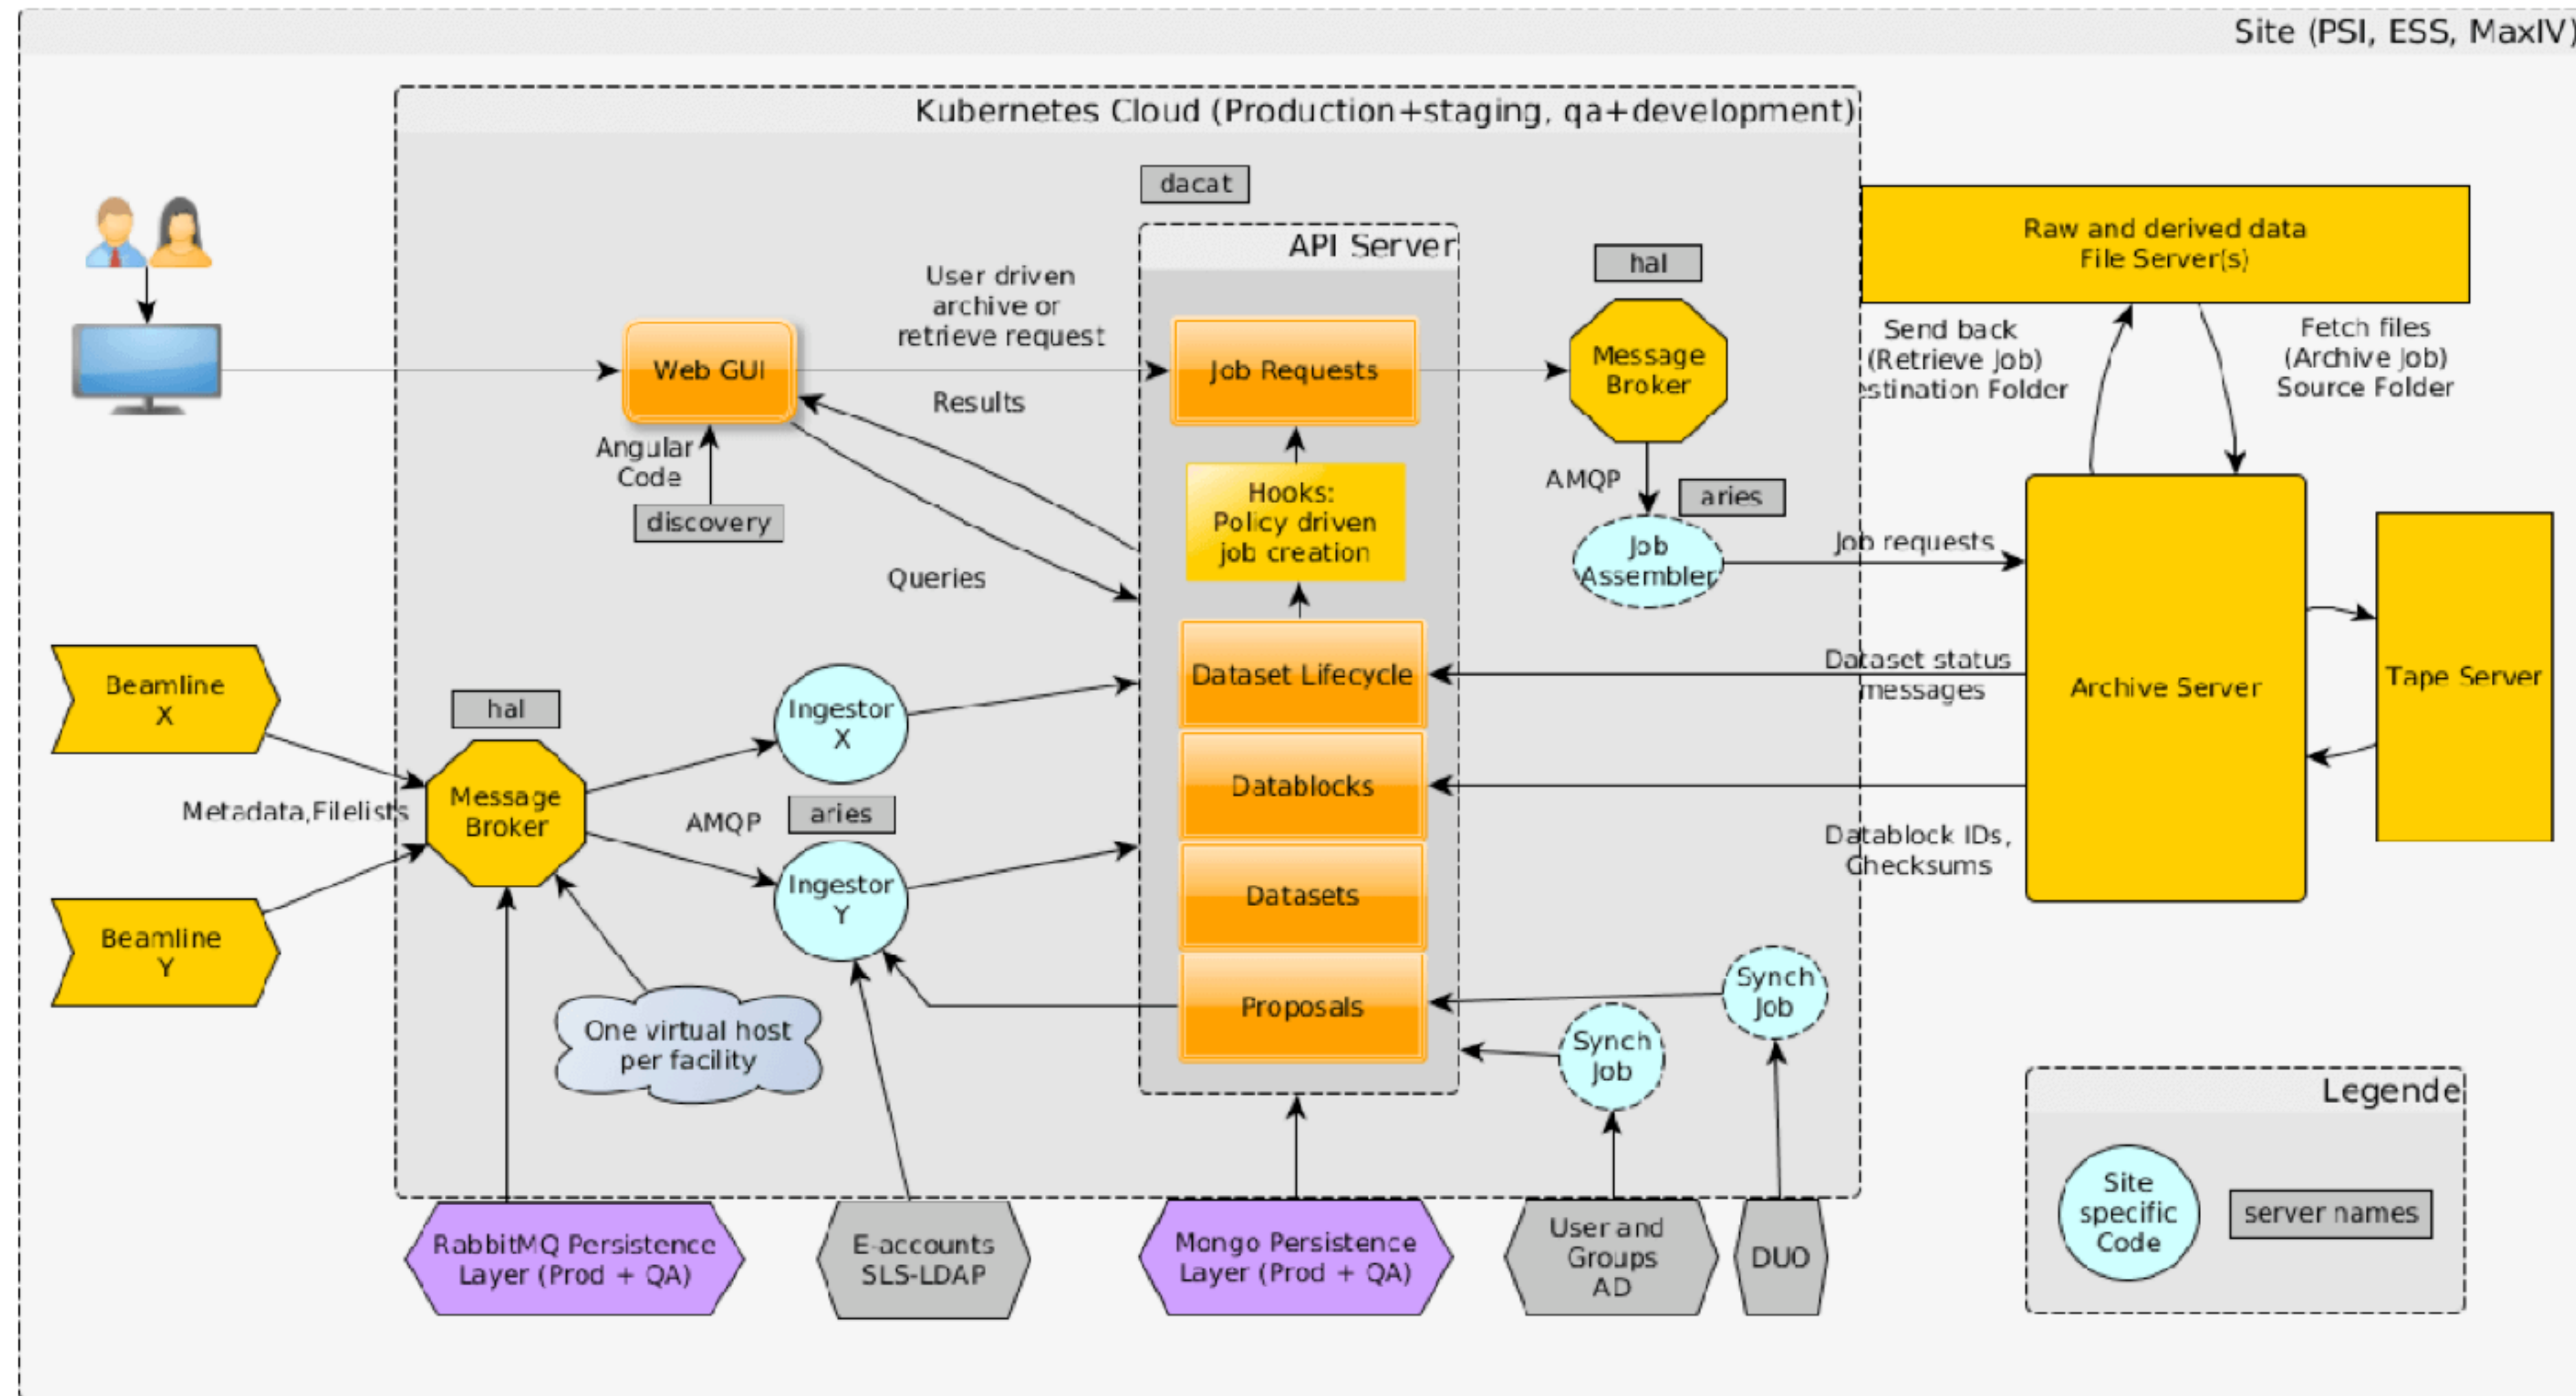 Site (PSI, ESS, MaxIV)
Kubernetes Cloud (Production+staging, qa+development)
dacat
API Server
hal
Raw and derived data
File Server(s)
User driven
archive or
retrieve request
Web GUI
Job Requests
Message
Broker
Send back
(Retrieve Job)
Folder
Fetch files
(Archive Job)
Source Folder
Results
Angular
Code
discovery
Hooks:
Policy driven
job creation
AMQP
aries
Job
Assembler
Job requests
Queries
Beamline
X
hal
Ingestor
X
Dataset Lifecycle
Dataset status
messages
Archive Server
Tape Server
Metadata,Filelists
Message
Broker
AMQP
aries
Datablocks
Datablock IDs,
Checksums
Beamline
Y
Ingestor
Y
Datasets
One virtual host
per facility
Proposals
Synch
Job
Synch
Job
Legende
Site
specific
Code
server names
RabbitMQ Persistence
Layer (Prod + QA)
E-accounts
SLS-LDAP
Mongo Persistence
Layer (Prod + QA)
User and
Groups
AD
DUO